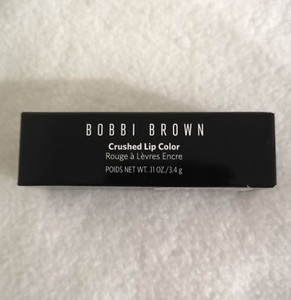 BOBBI BROWN
Crushed Lip Color
Rouge à Lèvres Encre
POIDS NET WT. .11 OZ./3.4 g